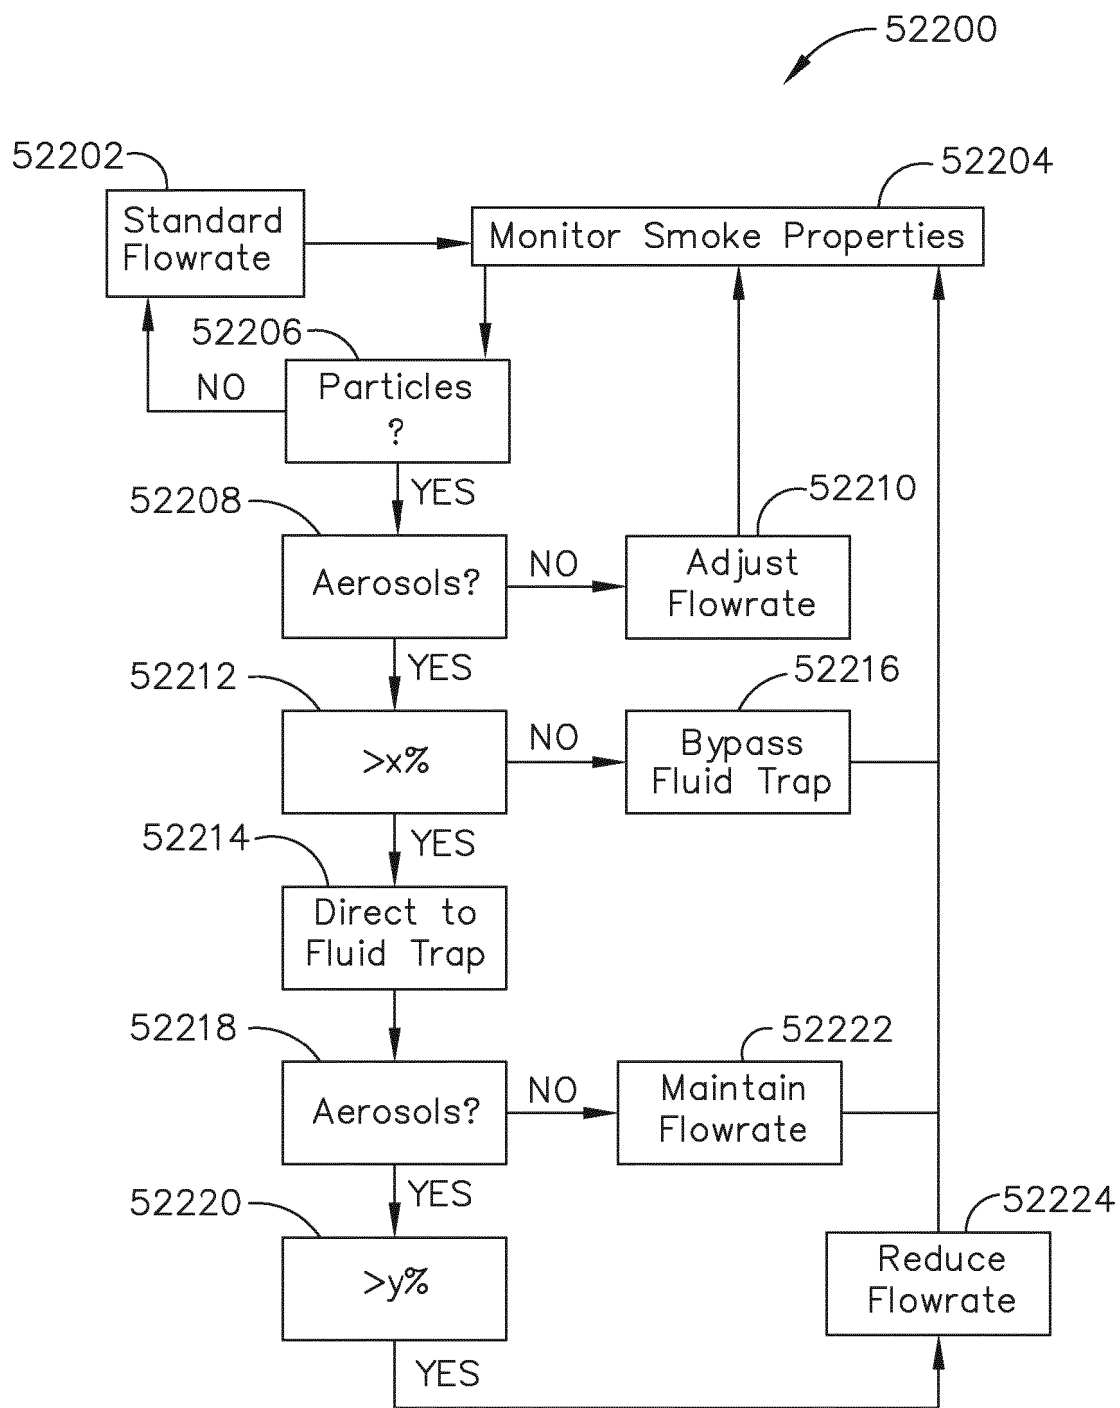 52200
52202
52204
Standard
Flowrate
Monitor Smoke Properties
52206
NO
Particles
?
YES
52208
52210
Aerosols?
NO
Adjust
Flowrate
YES
52212
52216
>x%
NO
Bypass
Fluid Trap
YES
52214
Direct to
Fluid Trap
52218
52222
Aerosols?
NO
Maintain
Flowrate
YES
52220
52224
>y%
Reduce
Flowrate
YES